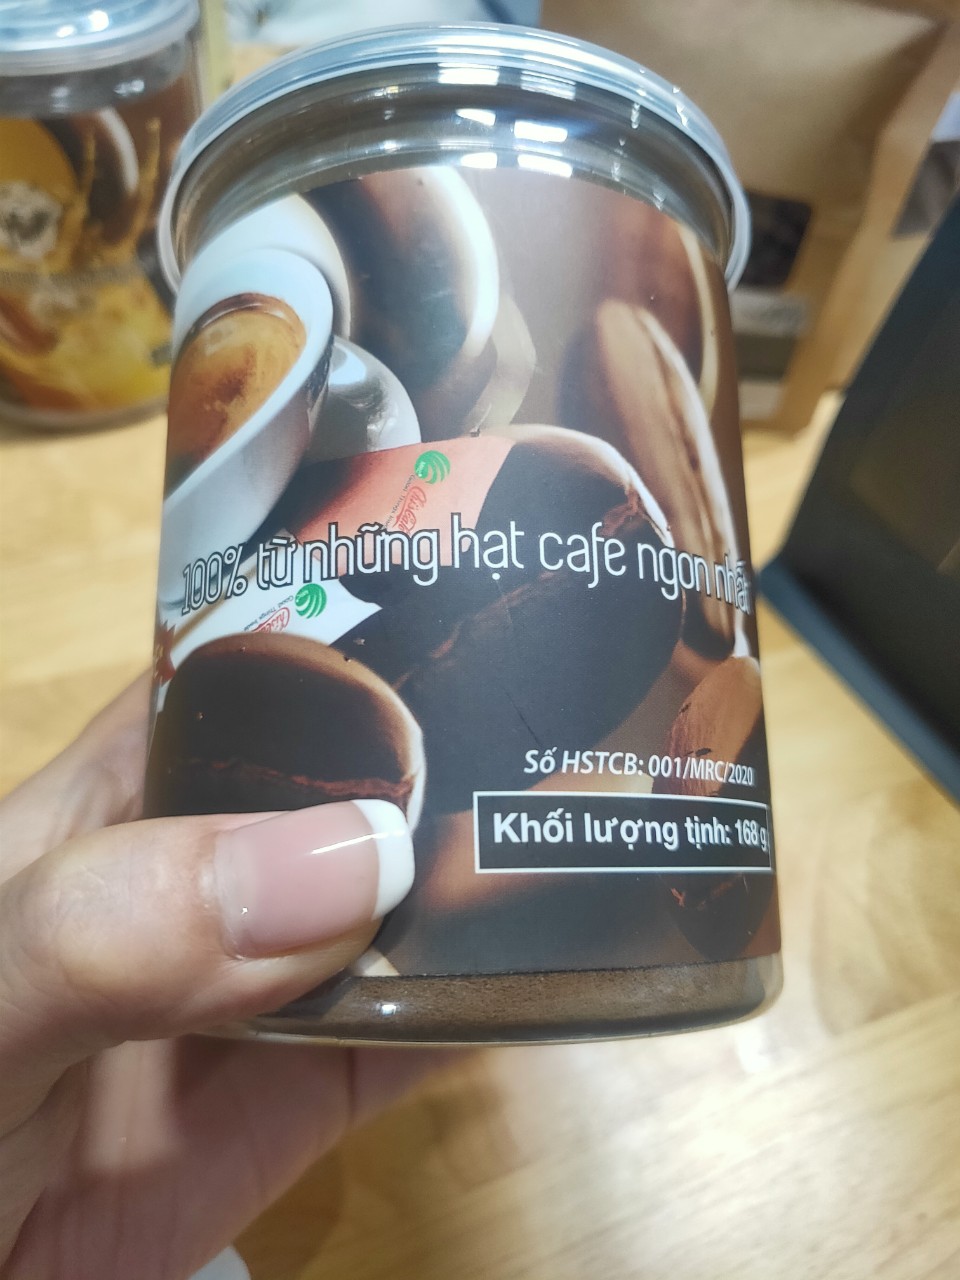 100% từ những hạt cafe ngon nhất
Số HSTCB: 001/MRC/2020
Khối lượng tịnh: 168 g